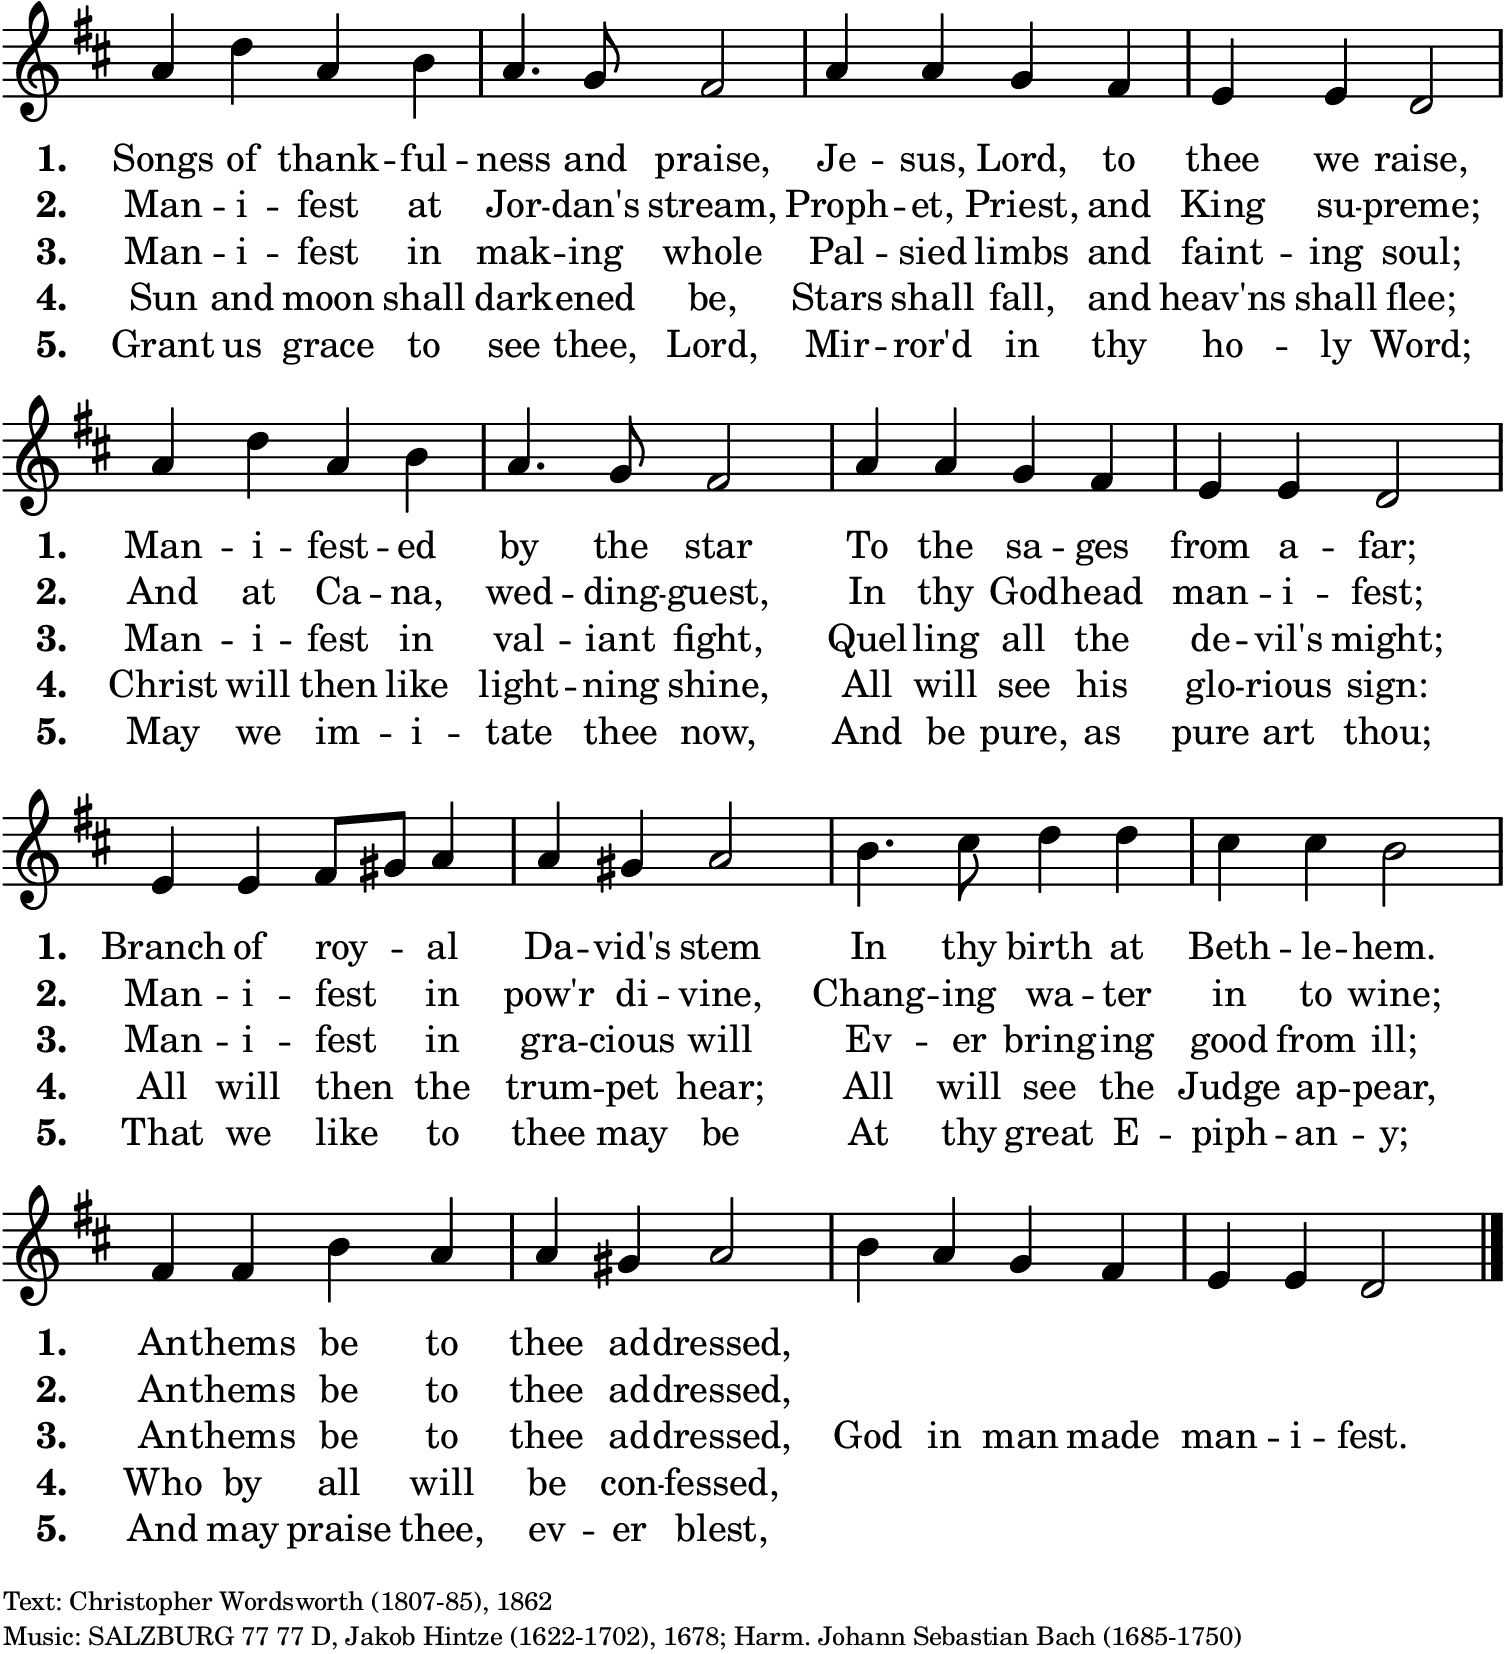 1. Songs of thank -- ful -- ness and praise, Je -- sus, Lord, to thee we raise,
2. Man -- i -- fest at Jor -- dan's stream, Proph -- et, Priest, and King su -- preme;
3. Man -- i -- fest in mak -- ing whole Pal -- sied limbs and faint -- ing soul;
4. Sun and moon shall darkened be, Stars shall fall, and heav'ns shall flee;
5. Grant us grace to see thee, Lord, Mir -- ror'd in thy ho -- ly Word;
1. Man -- i -- fest -- ed by the star To the sa -- ges from a -- far;
2. And at Ca -- na, wed -- ding -- guest, In thy Godhead man -- i -- fest;
3. Man -- i -- fest in val -- iant fight, Quelling all the de -- vil's might;
4. Christ will then like light -- ning shine, All will see his glo -- rious sign:
5. May we im -- i -- tate thee now, And be pure, as pure art thou;
1. Branch of roy -- al Da -- vid's stem In thy birth at Beth -- le -- hem.
2. Man -- i -- fest in pow'r di -- vine, Chang -- ing wa -- ter in to wine;
3. Man -- i -- fest in gra -- cious will Ev -- er bring -- ing good from ill;
4. All will then the trum -- pet hear; All will see the Judge ap -- pear,
5. That we like to thee may be At thy great E -- piph -- an -- y;
1. Anthems be to thee addressed,
2. Anthems be to thee addressed,
3. Anthems be to thee addressed, God in man made man -- i -- fest.
4. Who by all will be con -- fessed,
5. And may praise thee, ev -- er blest,
Text: Christopher Wordsworth (1807-85), 1862
Music: SALZBURG 77 77 D, Jakob Hintze (1622-1702), 1678; Harm. Johann Sebastian Bach (1685-1750)